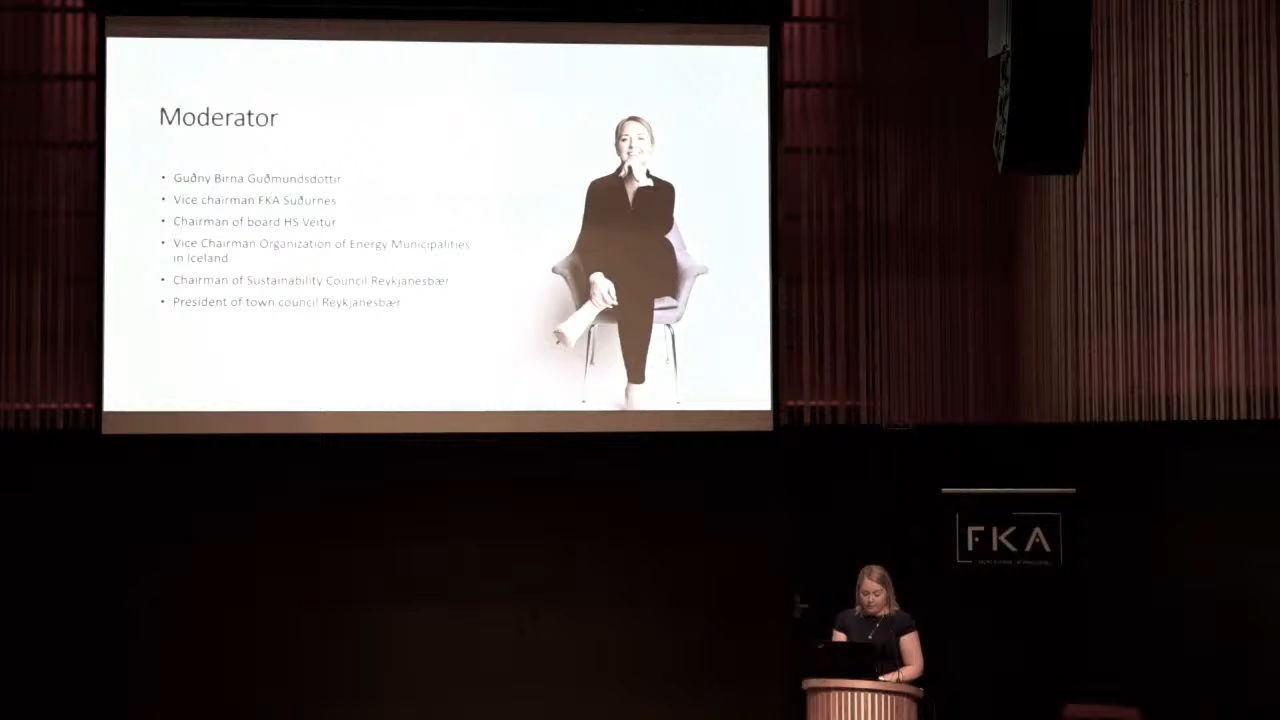 Moderator
• Guðny Birna Guðmundsdottir
• Vice chairman FKA Suðurnes
• Chairman of board HS Veitur
• Vice Chairman Organization of Energy Municipalities
in Iceland
• Chairman of Sustainability Council Reykjanesbær
• President of town council Reykjanesbær
FKA